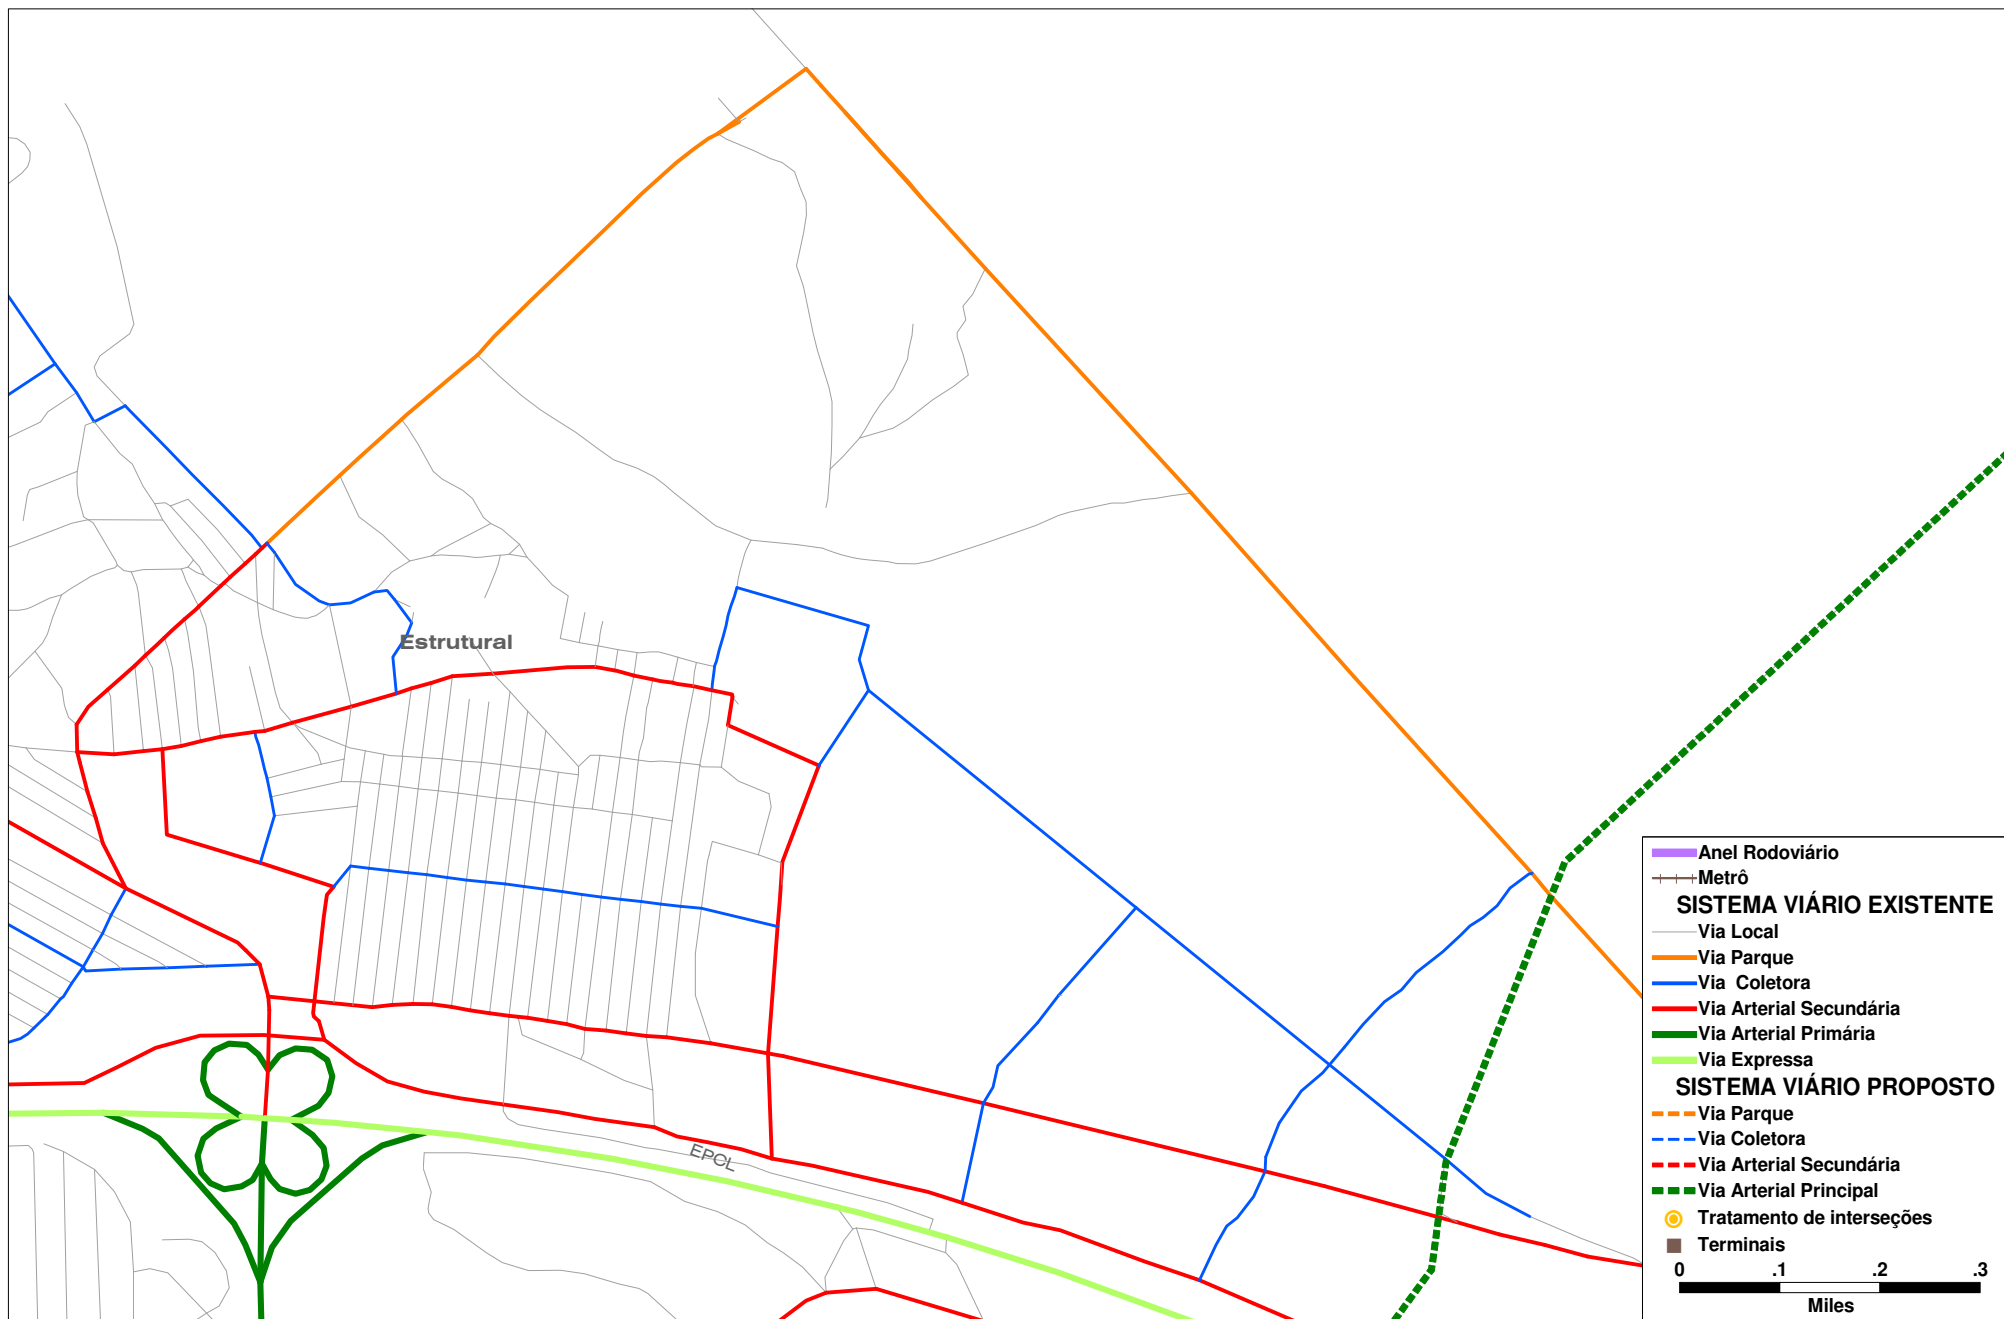 Estrutural
EPCL
Anel Rodoviário
Metrô
SISTEMA VIÁRIO EXISTENTE
Via Local
Via Parque
Via Coletora
Via Arterial Secundária
Via Arterial Primária
Via Expressa
SISTEMA VIÁRIO PROPOSTO
Via Parque
Via Coletora
Via Arterial Secundária
Via Arterial Principal
Tratamento de interseções
Terminais
0 .1 .2 .3
Miles